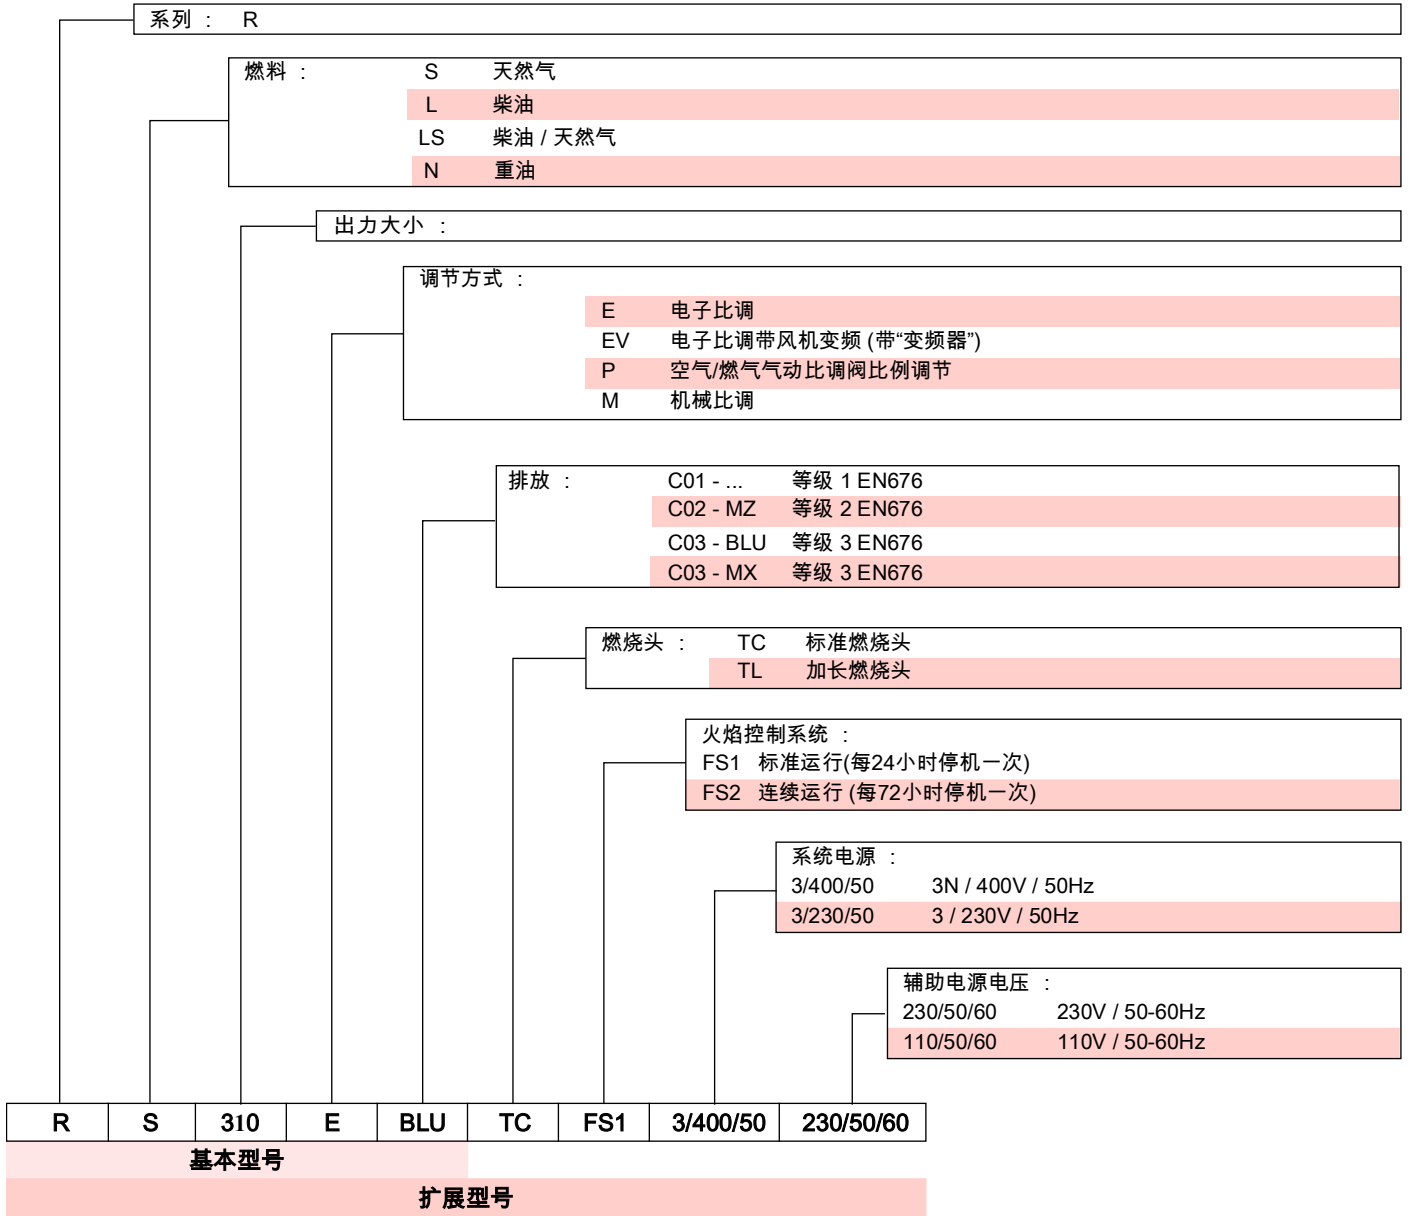 系列 : R
燃料 : S 天然气
L 柴油
LS 柴油 / 天然气
N 重油
出力大小 :
调节方式 :
E 电子比调
EV 电子比调带风机变频 (带“变频器”)
P 空气/燃气气动比调阀比例调节
M 机械比调
排放 : C01 - ... 等级 1 EN676
C02 - MZ 等级 2 EN676
C03 - BLU 等级 3 EN676
C03 - MX 等级 3 EN676
燃烧头 : TC 标准燃烧头
TL 加长燃烧头
火焰控制系统 :
FS1 标准运行(每24小时停机一次)
FS2 连续运行 (每72小时停机一次)
系统电源 :
3/400/50 3N / 400V / 50Hz
3/230/50 3 / 230V / 50Hz
辅助电源电压 :
230/50/60 230V / 50-60Hz
110/50/60 110V / 50-60Hz
R S 310 E BLU TC FS1 3/400/50 230/50/60
基本型号
扩展型号